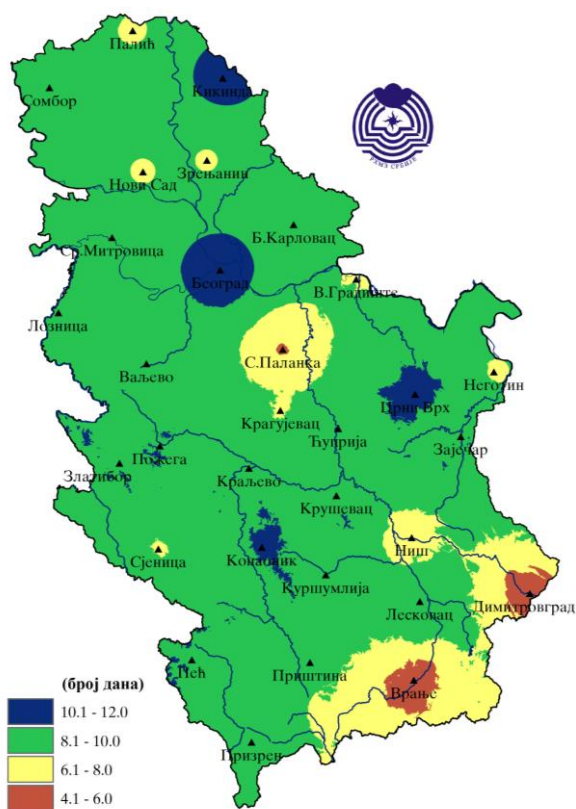 Палић
Кикинда
Сомбор
Зрењанин
Нови Сад
РХМЗ СРБИЈЕ
Б.Карловац
Ср.Митровица
Београд
В.Градиште
Лозница
С.Паланка
Ваљево
Неготин
Црни Врх
Крагујевац
Ћуприја
Зајечар
Пожега
Златибор
Краљево
Крушевац
Ниш
Сјеница
Копаоник
Куршумлија
Димитровград
Лесковац
Пећ
Приштина
Врање
Призрен
(број дана)
10.1 - 12.0
8.1 - 10.0
6.1 - 8.0
4.1 - 6.0